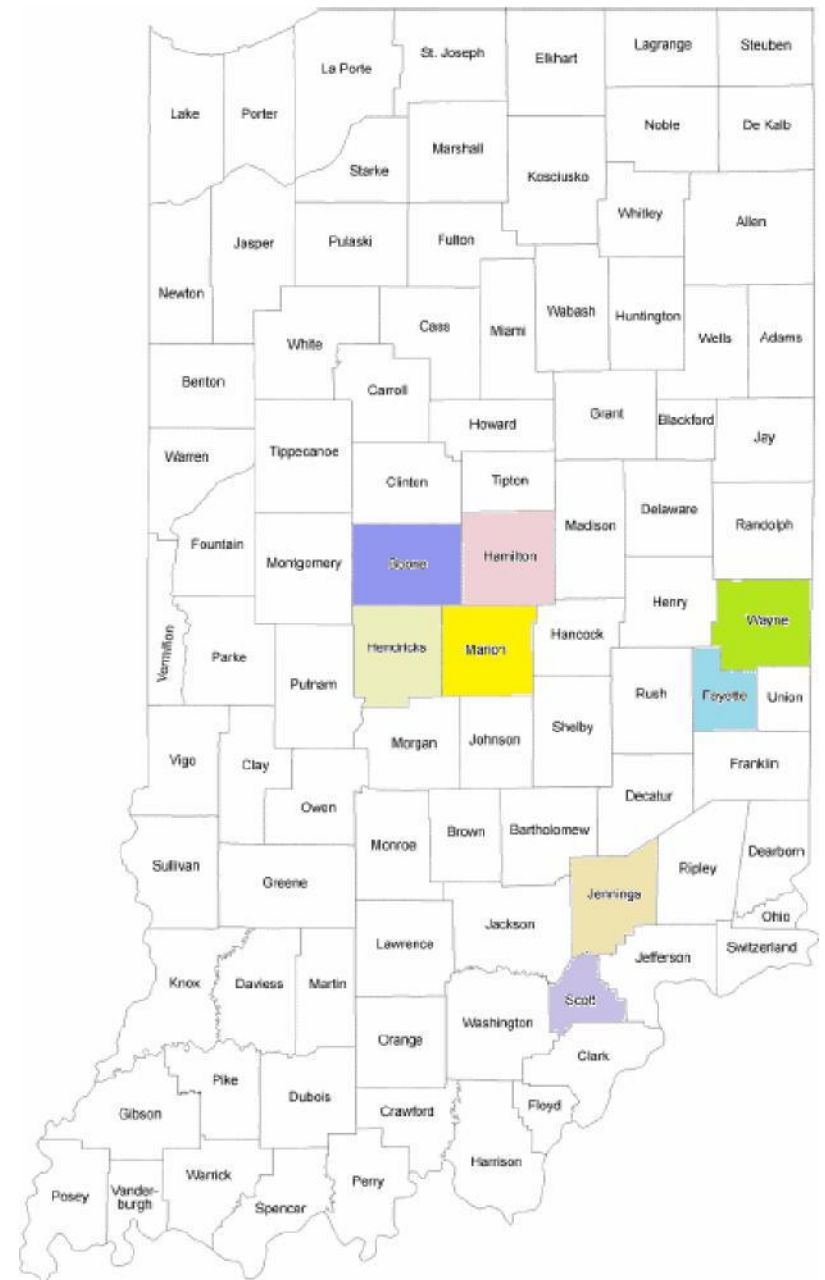 St. Joseph
Lagrange
Steuben
La Porte
Elkhart
Lake
Porter
Noble
De Kalb
Marshall
Starke
Kosciusko
Whitley
Allen
Jasper
Pulaski
Fulton
Newton
Wabash
Huntington
Cass
Miami
White
Wells
Adams
Benton
Carroll
Grant
Blackford
Howard
Jay
Tippecanoe
Warren
Clinton
Tipton
Delaware
Madison
Randolph
Fountain
Montgomery
Boone
Hamilton
Henry
Wayne
Hancock
Vermillion
Parke
Hendricks
Marion
Putnam
Rush
Fayette
Union
Shelby
Morgan
Johnson
Vigo
Clay
Franklin
Decatur
Owen
Monroe
Brown
Bartholomew
Dearborn
Sullivan
Greene
Ripley
Jennings
Ohio
Jackson
Lawrence
Jefferson
Switzerland
Knox
Daviess
Martin
Scott
Washington
Orange
Clark
Pike
Dubois
Gibson
Crawford
Floyd
Harrison
Posey
Vander-
burgh
Warrick
Perry
Spencer